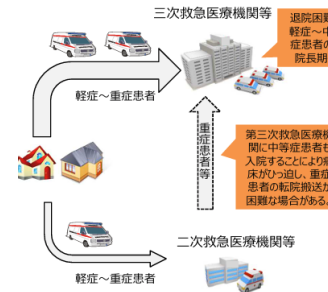 三次救急医療機関等
退院困難
軽症~中
症患者の
院長期
軽症～重症患者
重症患者等
第三次救急医療機
関に中等症患者も
入院することにより病
床がひっ迫し、重症
患者の転院搬送が
困難な場合がある。
二次救急医療機関等
軽症～重症患者